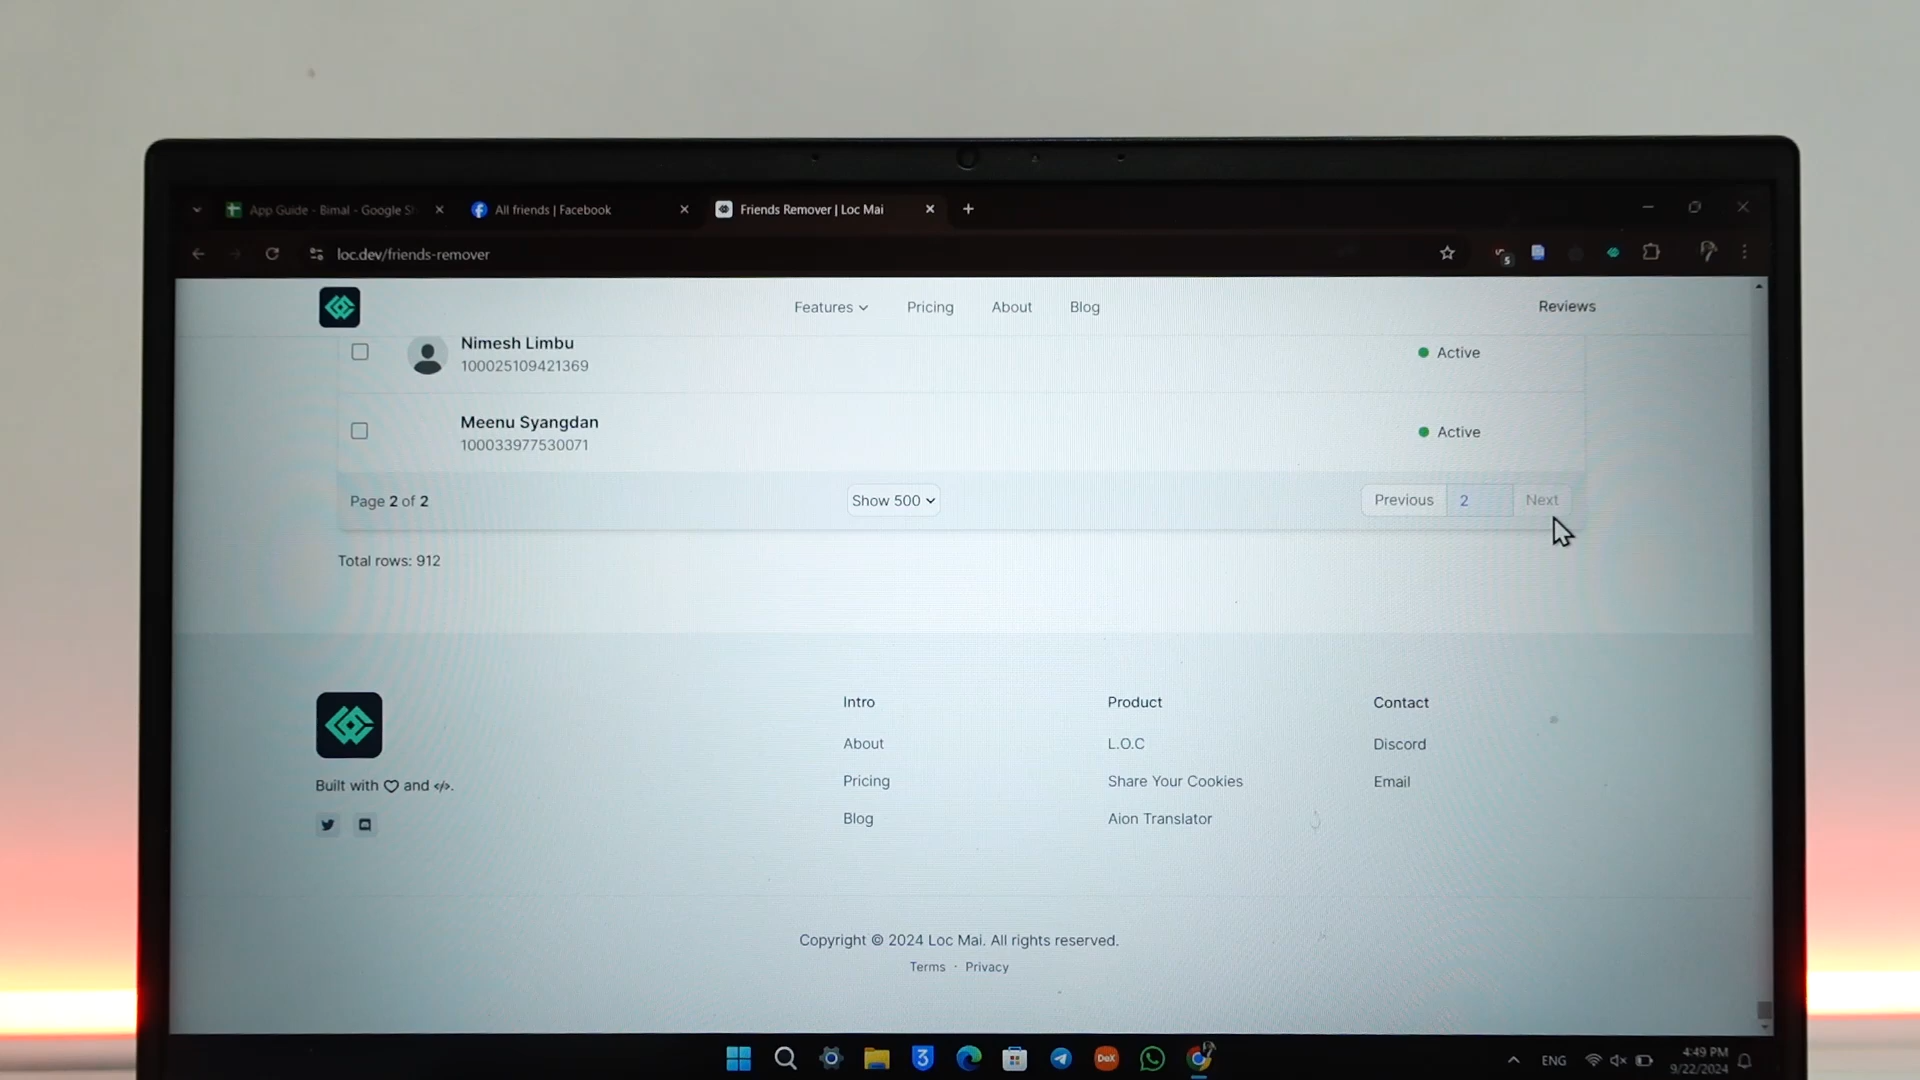 App Guide - Bimal - Google S
All friends | Facebook
Friends Remover | Loc Mai
loc.dev/friends-remover
5
Features
Pricing
About
Blog
Reviews
Nimesh Limbu
100025109421369
Active
Meenu Syangdan
100033977530071
Active
Page 2 of 2
Show 500
Previous
2
Next
Total rows: 912
Intro
Product
Contact
About
L.O.C
Discord
Pricing
Share Your Cookies
Email
Built with and </>.
Blog
Aion Translator
Copyright © 2024 Loc Mai. All rights reserved.
Terms · Privacy
3
DeX
ENG
4:49 PM
9/22/2024